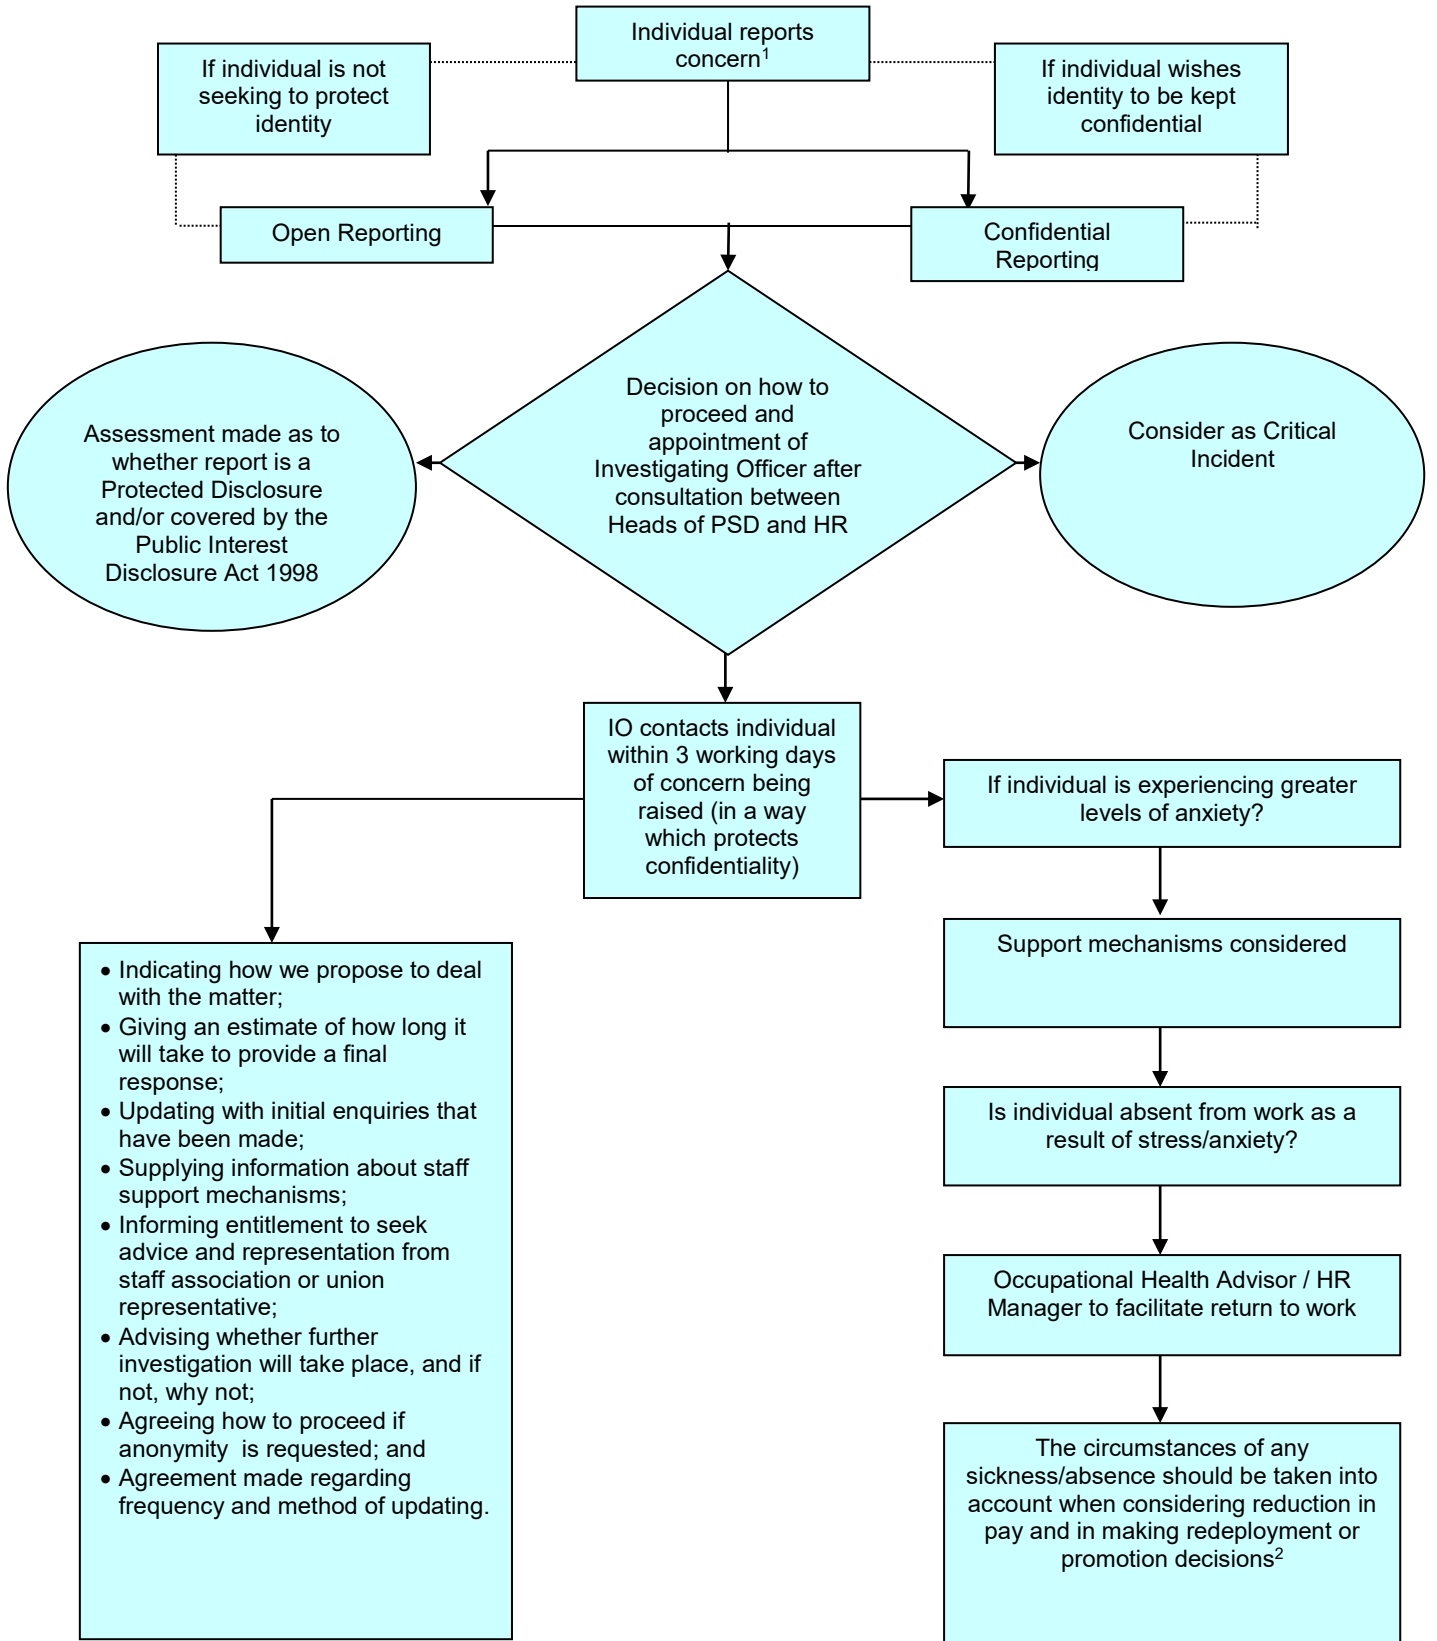 Individual reports
concern¹
If individual is not
seeking to protect
identity
If individual wishes
identity to be kept
confidential
Open Reporting
Confidential
Reporting
Decision on how to
proceed and
appointment of
Investigating Officer after
consultation between
Heads of PSD and HR
Assessment made as to
whether report is a
Protected Disclosure
and/or covered by the
Public Interest
Disclosure Act 1998
Consider as Critical
Incident
IO contacts individual
within 3 working days
of concern being
raised (in a way
which protects
confidentiality)
If individual is experiencing greater
levels of anxiety?
Support mechanisms considered
Is individual absent from work as a
result of stress/anxiety?
Occupational Health Advisor / HR
Manager to facilitate return to work
The circumstances of any
sickness/absence should be taken into
account when considering reduction in
pay and in making redeployment or
promotion decisions²
• Indicating how we propose to deal
with the matter;
• Giving an estimate of how long it
will take to provide a final
response;
• Updating with initial enquiries that
have been made;
• Supplying information about staff
support mechanisms;
• Informing entitlement to seek
advice and representation from
staff association or union
representative;
• Advising whether further
investigation will take place, and if
not, why not;
• Agreeing how to proceed if
anonymity  is requested; and
• Agreement made regarding
frequency and method of updating.